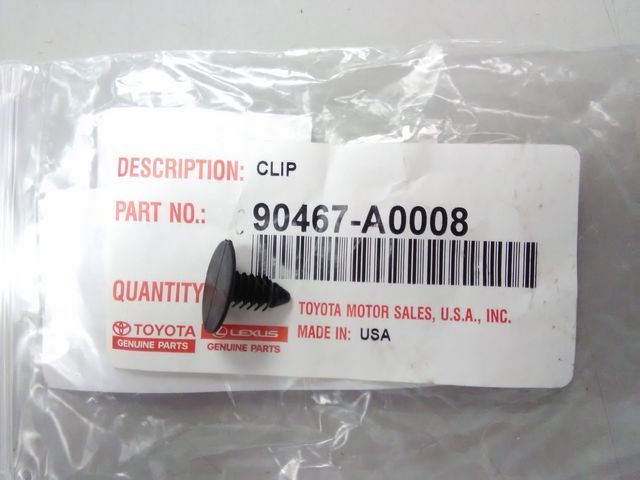 DESCRIPTION: CLIP
PART NO.: 90467-A0008
QUANTITY
TOYOTA MOTOR SALES, U.S.A., INC.
TOYOTA LEXUS MADE IN: USA
GENUINE PARTS GENUINE PARTS